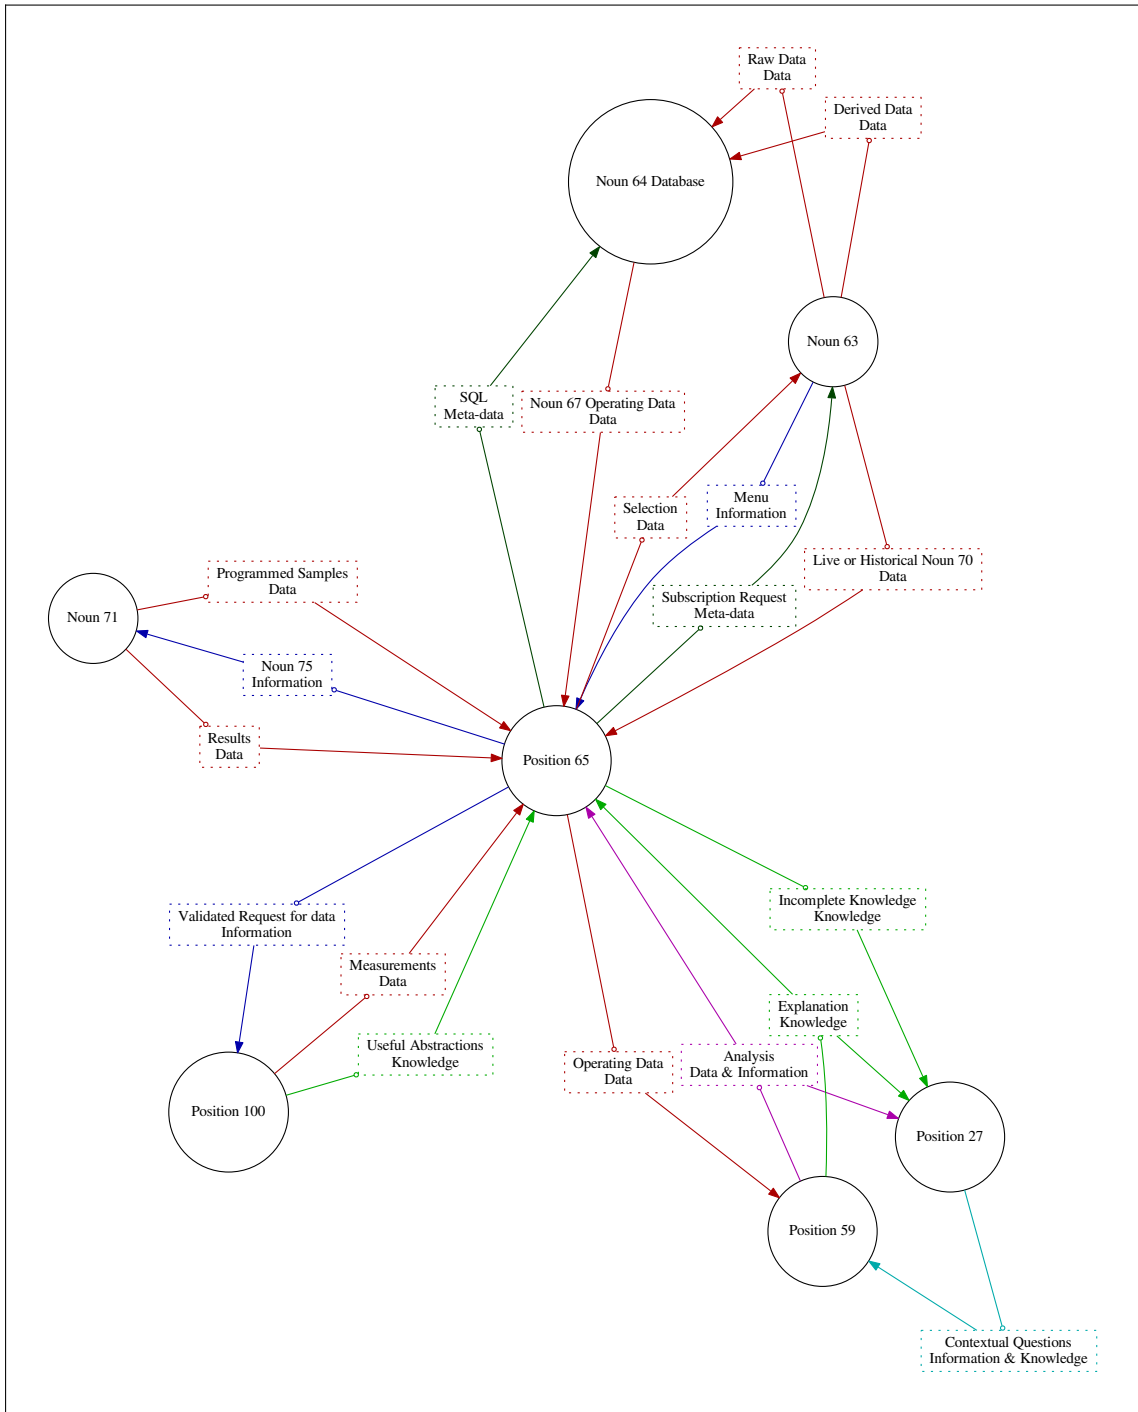 Raw Data
Data
Derived Data
Data
Noun 64 Database
Noun 63
SQL
Meta-data
Noun 67 Operating Data
Data
Menu
Information
Selection
Data
Live or Historical Noun 70
Data
Programmed Samples
Data
Subscription Request
Meta-data
Noun 71
Noun 75
Information
Results
Data
Position 65
Incomplete Knowledge
Knowledge
Validated Request for data
Information
Measurements
Data
Explanation
Knowledge
Useful Abstractions
Knowledge
Analysis
Data & Information
Operating Data
Data
Position 100
Position 27
Position 59
Contextual Questions
Information & Knowledge